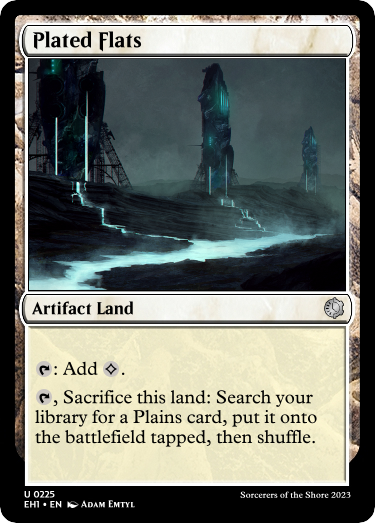 Plated Flats
Artifact Land
: Add .
, Sacrifice this land: Search your
library for a Plains card, put it onto
the battlefield tapped, then shuffle.
U 0225
EH1 • EN Adam Emtyl
Sorcerers of the Shore 2023